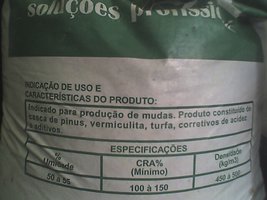 soluções profissio
INDICAÇÃO DE USO E
CARACTERÍSTICAS DO PRODUTO:
Indicado para produção de mudas. Produto constituído de
casca de pinus, vermiculita, turfa, corretivos de acidez
e aditivos.
ESPECIFICAÇÕES
% CRA% Densidade
Umidade (Mínimo) (kg/m3)
50 a 55 100 à 150 450 a 500